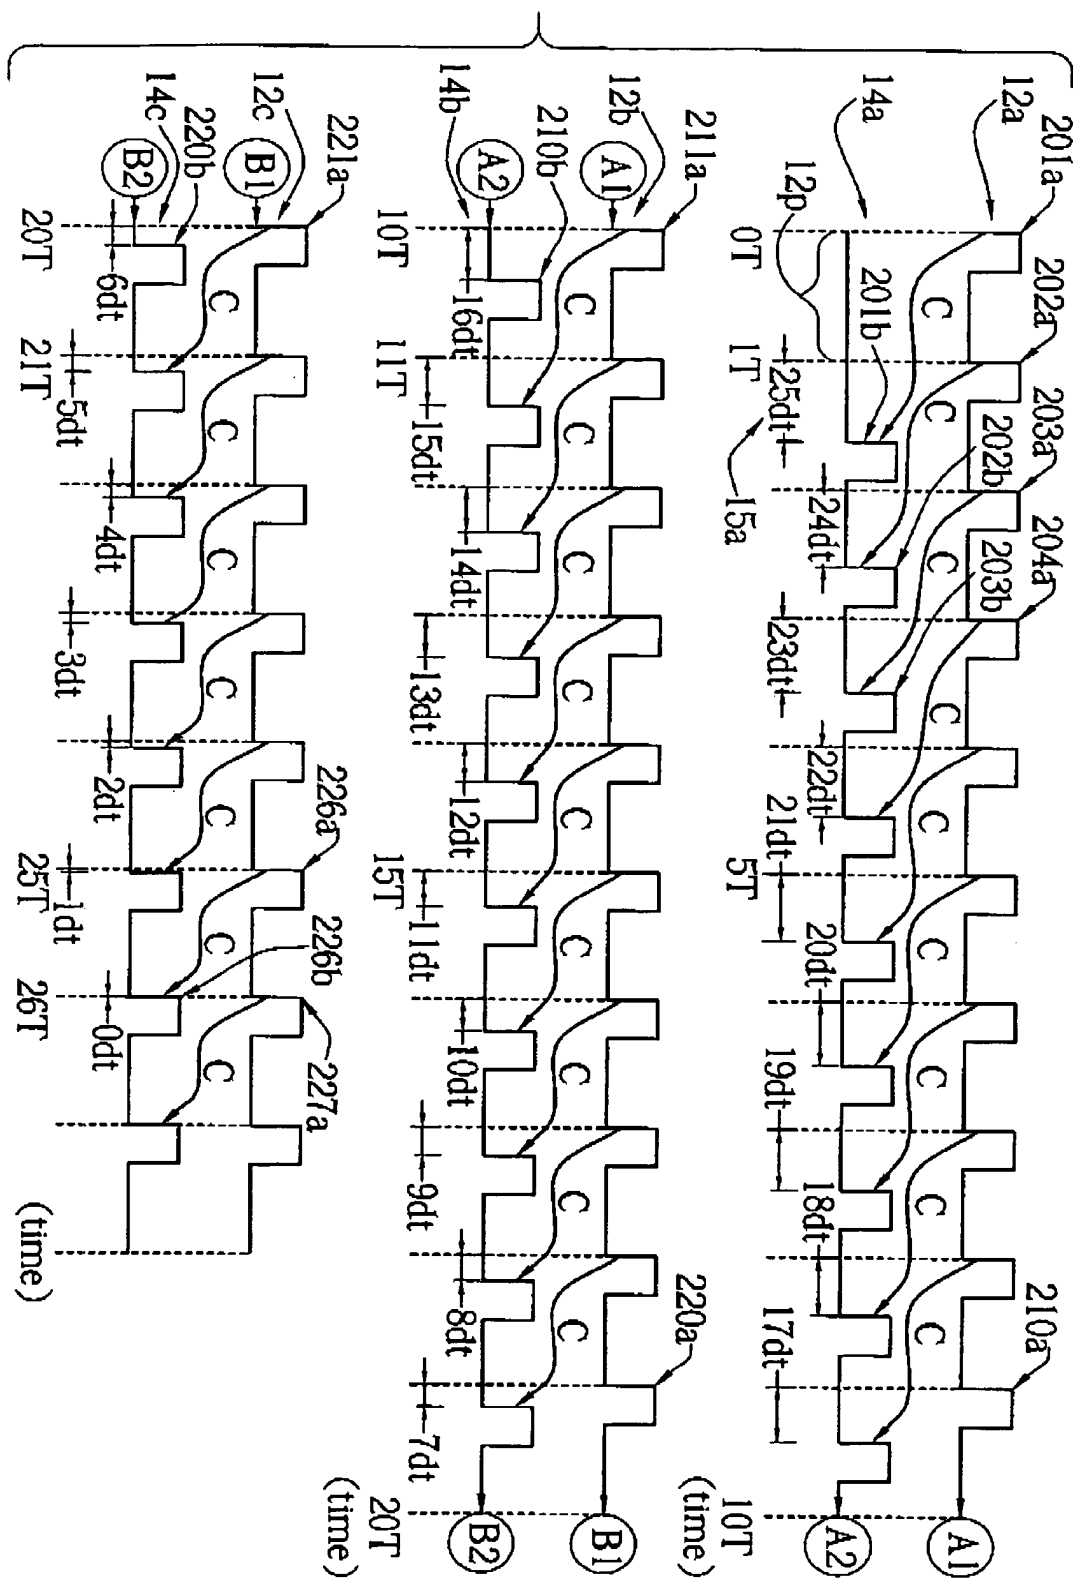 201a 202a 203a 204a 210a
12a
14a
12p 201b 202b 203b
C C C C C C C C C
A1
A2
0T 1T 5T 10T
(time)
25dt 24dt 23dt 22dt 21dt 20dt 19dt 18dt 17dt
15a
211a 220a
12b
A1
210b
14b
A2
C C C C C C C C C
B1
B2
10T 11T 15T 20T
(time)
16dt 15dt 14dt 13dt 12dt 11dt 10dt 9dt 8dt 7dt
221a 226a 227a
12c
B1
220b 226b
14c
B2
C C C C C C C
20T 21T 25T 26T (time)
6dt 5dt 4dt 3dt 2dt 1dt 0dt